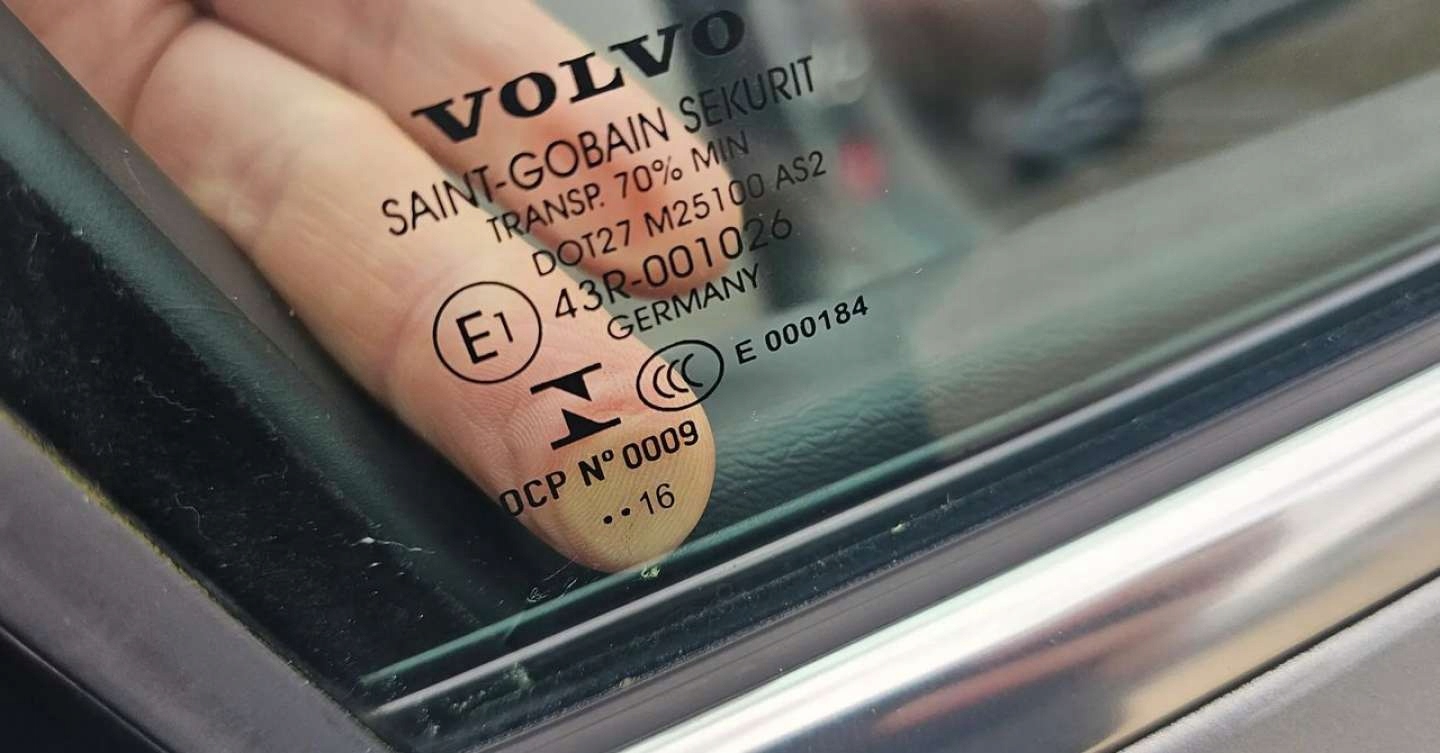 VOLVO
SAINT-GOBAIN SEKURIT
TRANSP. 70% MIN
DOT27 M25100 AS2
43R-001026
E1
GERMANY
CCC E 000184
OCP Nº 0009
..16